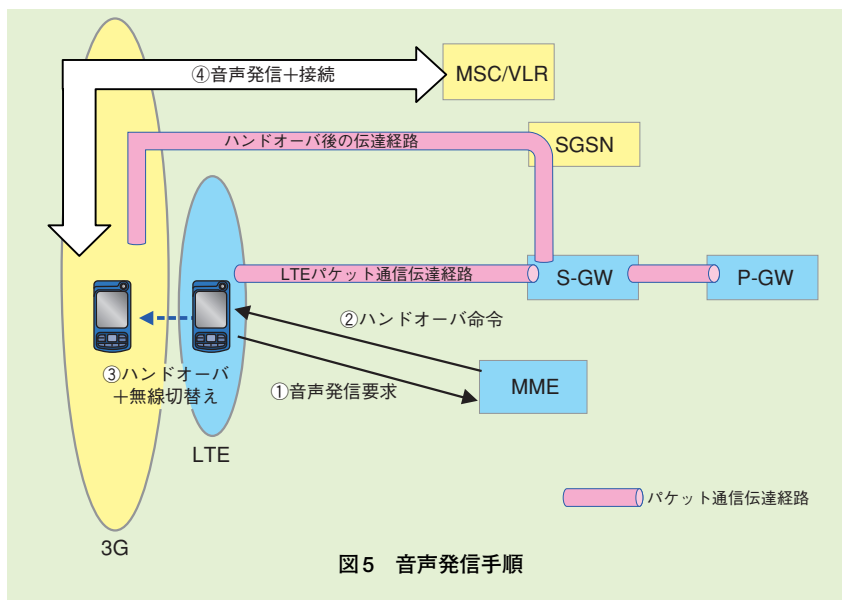 ④音声発信+接続
MSC/VLR
ハンドオーバ後の伝達経路
SGSN
LTEパケット通信伝達経路
S-GW
P-GW
②ハンドオーバ命令
③ハンドオーバ
+無線切替え
①音声発信要求
MME
LTE
パケット通信伝達経路
3G
図5 音声発信手順